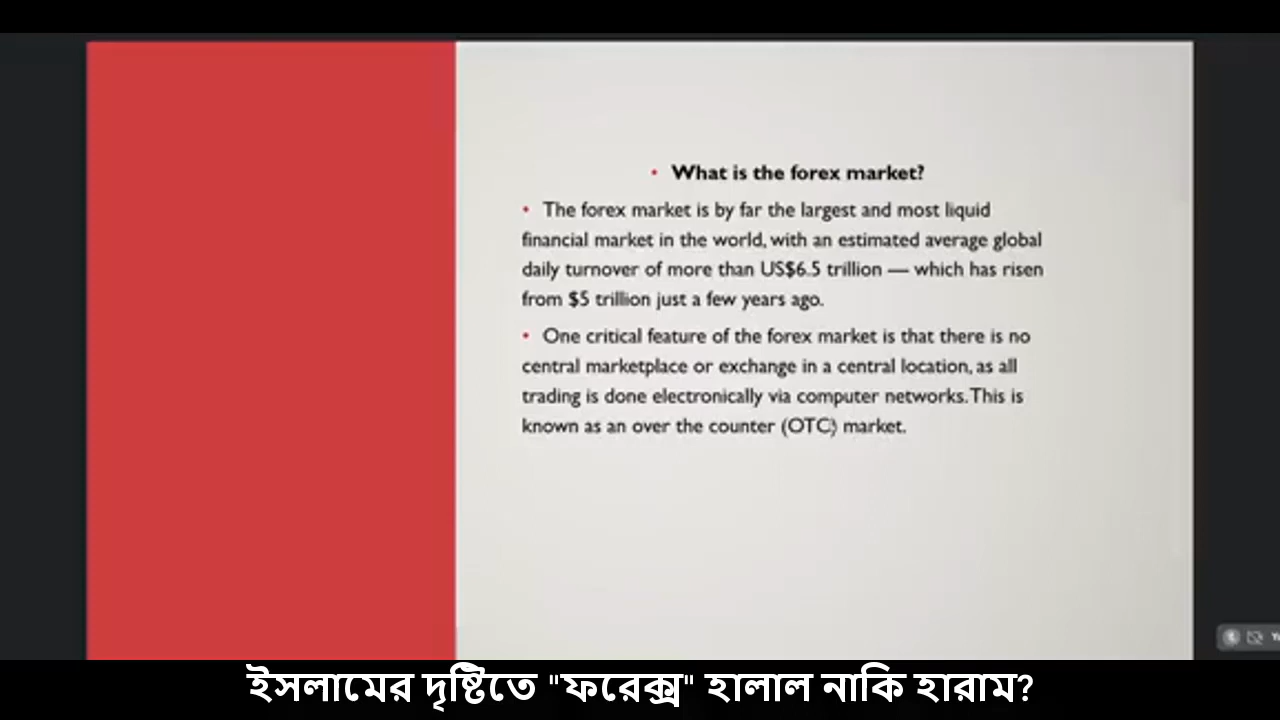 • What is the forex market?
• The forex market is by far the largest and most liquid
financial market in the world, with an estimated average global
daily turnover of more than US$6.5 trillion — which has risen
from $5 trillion just a few years ago.
• One critical feature of the forex market is that there is no
central marketplace or exchange in a central location, as all
trading is done electronically via computer networks. This is
known as an over the counter (OTC) market.
ইসলামের দৃষ্টিতে "ফরেক্স" হালাল নাকি হারাম?